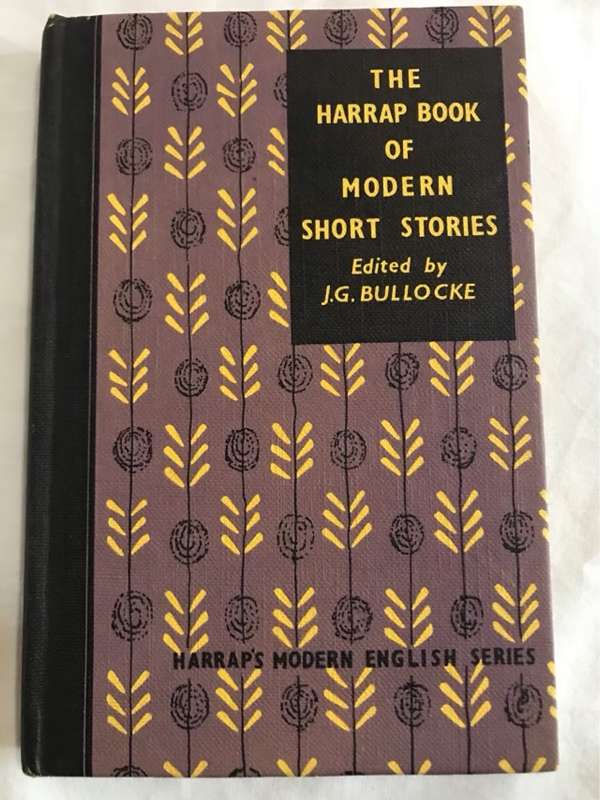 THE
HARRAP BOOK
OF
MODERN
SHORT STORIES
Edited by
J.G. BULLOCKE
HARRAP'S MODERN ENGLISH SERIES